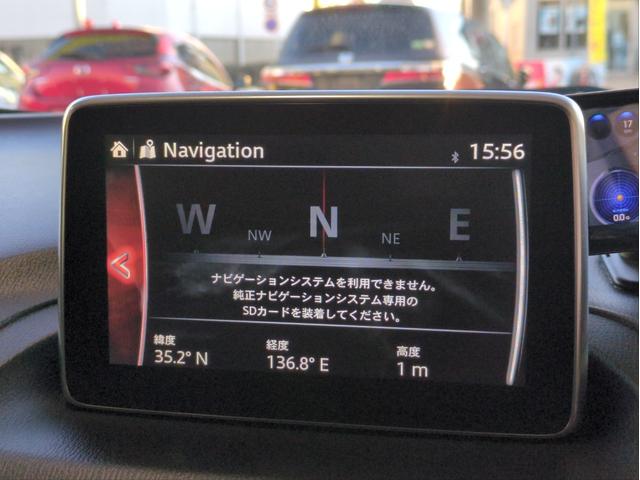 Navigation 15:56
W NW N NE E
ナビゲーションシステムを利用できません。
純正ナビゲーションシステム専用の
SDカードを装着してください。
緯度 経度 高度
35.2° N 136.8° E 1 m
17
0.0